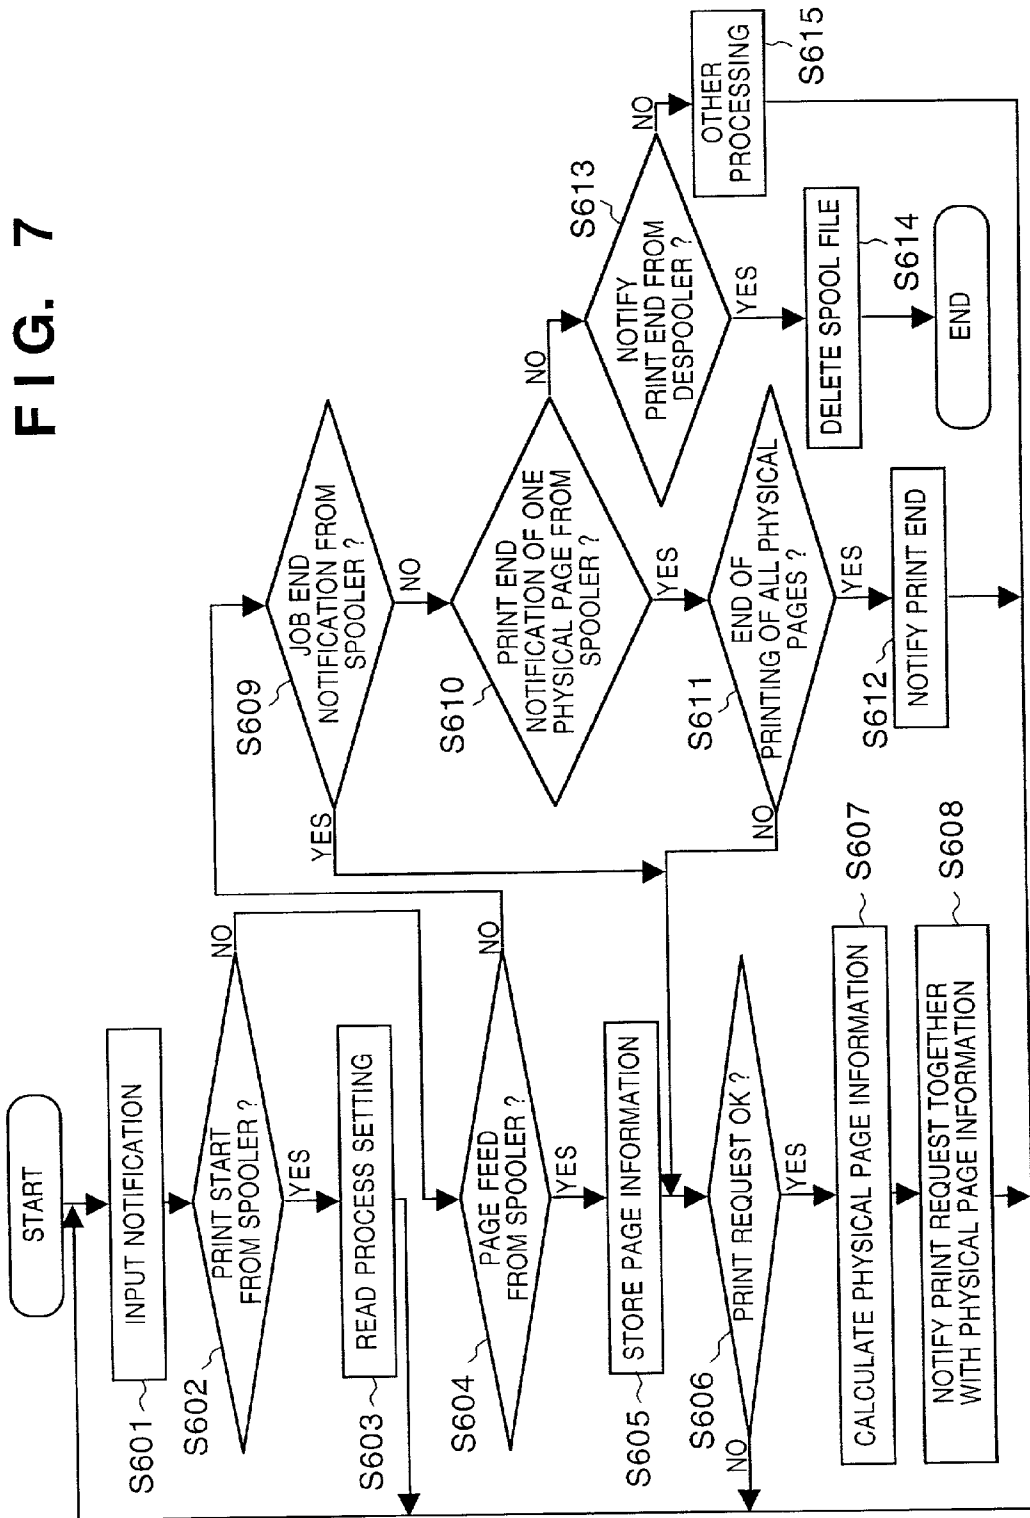 FIG. 7
START
INPUT NOTIFICATION
S601
PRINT START
FROM SPOOLER ?
S602
NO
YES
READ PROCESS SETTING
S603
PAGE FEED
FROM SPOOLER ?
S604
NO
YES
STORE PAGE INFORMATION
S605
PRINT REQUEST OK ?
S606
NO
YES
CALCULATE PHYSICAL PAGE INFORMATION
S607
NOTIFY PRINT REQUEST TOGETHER
WITH PHYSICAL PAGE INFORMATION
S608
JOB END
NOTIFICATION FROM
SPOOLER ?
S609
YES
NO
PRINT END
NOTIFICATION OF ONE
PHYSICAL PAGE FROM
SPOOLER ?
S610
NO
YES
END OF
PRINTING OF ALL PHYSICAL
PAGES ?
S611
NO
YES
NOTIFY PRINT END
S612
NOTIFY
PRINT END FROM
DESPOOLER ?
S613
NO
YES
DELETE SPOOL FILE
S614
END
OTHER
PROCESSING
S615